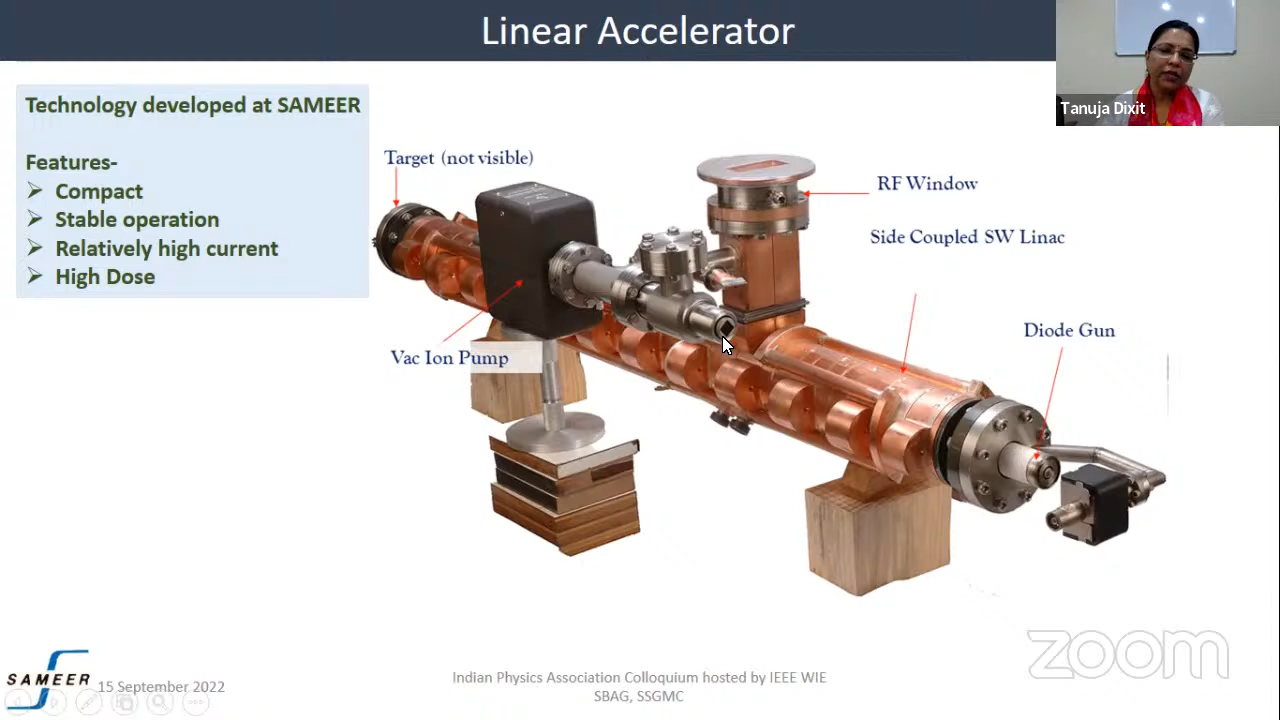 Linear Accelerator
Tanuja Dixit
Technology developed at SAMEER
Features-
Compact
Stable operation
Relatively high current
High Dose
Target (not visible)
RF Window
Side Coupled SW Linac
Diode Gun
Vac Ion Pump
zoom
SAMEER
15 September 2022
Indian Physics Association Colloquium hosted by IEEE WIE
SBAG, SSGMC